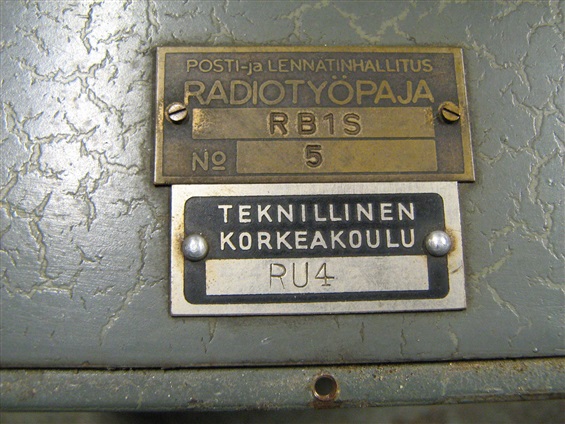 POSTI-ja LENNATINHALLITUS
RADIOTYÖPAJA
RB1S
No 5
TEKNILLINEN
KORKEAKOULU
RU4